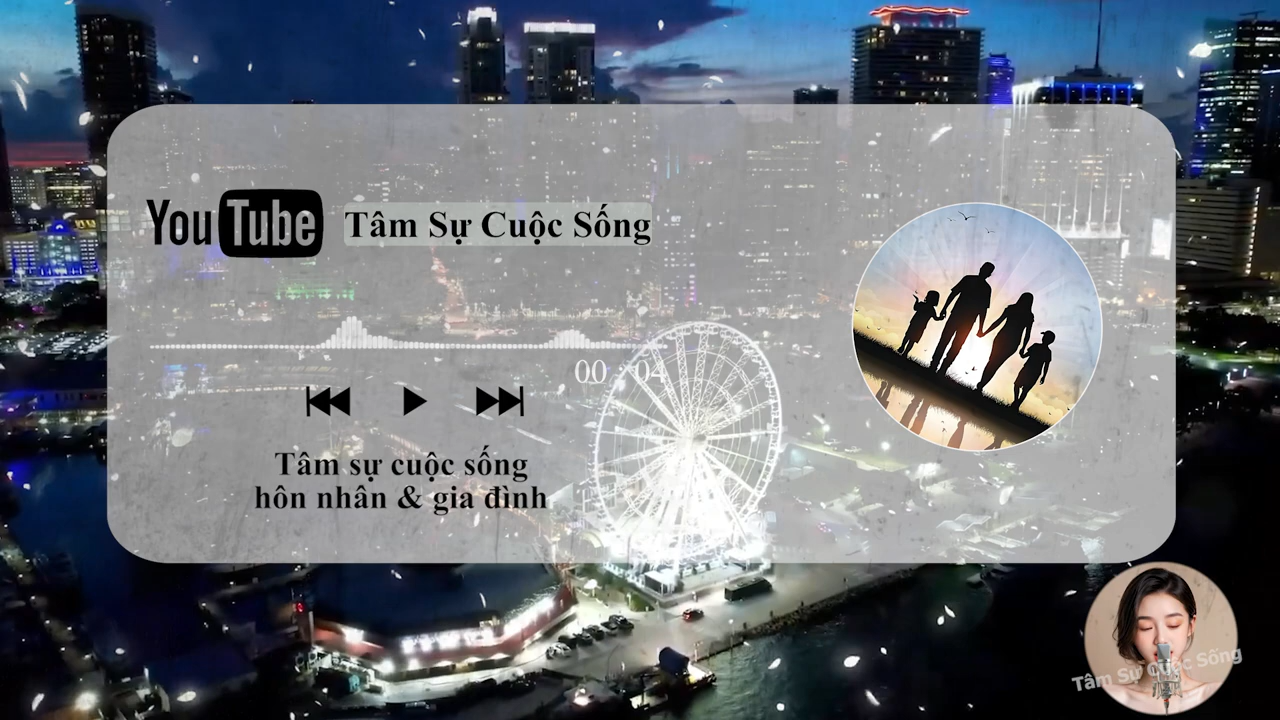 YouTube Tâm Sự Cuộc Sống
00:04
Tâm sự cuộc sống
hôn nhân & gia đình
Tâm Sự Cuộc Sống